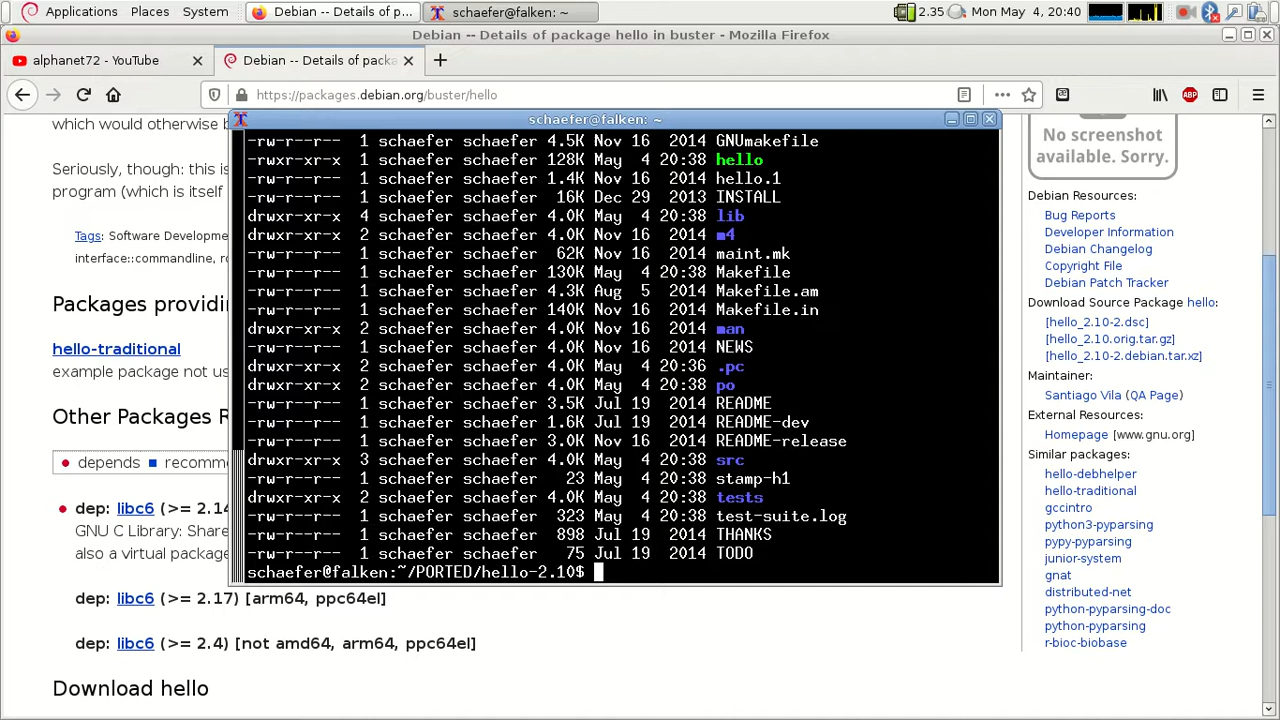 Applications Places System Debian -- Details of p... schaefer@falken: ~ 2.35 Mon May 4, 20:40
Debian -- Details of package hello in buster - Mozilla Firefox
alphanet72 - YouTube Debian -- Details of packa
https://packages.debian.org/buster/hello ABP
which would otherwise b
Seriously, though: this is
program (which is itself
Tags: Software Developme
interface::commandline, ro
Packages providin
hello-traditional
example package not us
Other Packages R
depends recomm
dep: libc6 (>= 2.14
GNU C Library: Share
also a virtual package
dep: libc6 (>= 2.17) [arm64, ppc64el]
dep: libc6 (>= 2.4) [not amd64, arm64, ppc64el]
Download hello
schaefer@falken: ~
-rw-r--r-- 1 schaefer schaefer 4.5K Nov 16 2014 GNUmakefile
-rwxr-xr-x 1 schaefer schaefer 128K May 4 20:38 hello
-rw-r--r-- 1 schaefer schaefer 1.4K Nov 16 2014 hello.1
-rw-r--r-- 1 schaefer schaefer 16K Dec 29 2013 INSTALL
drwxr-xr-x 4 schaefer schaefer 4.0K May 4 20:38 lib
drwxr-xr-x 2 schaefer schaefer 4.0K Nov 16 2014 m4
-rw-r--r-- 1 schaefer schaefer 62K Nov 16 2014 maint.mk
-rw-r--r-- 1 schaefer schaefer 130K May 4 20:38 Makefile
-rw-r--r-- 1 schaefer schaefer 4.3K Aug 5 2014 Makefile.am
-rw-r--r-- 1 schaefer schaefer 140K Nov 16 2014 Makefile.in
drwxr-xr-x 2 schaefer schaefer 4.0K Nov 16 2014 man
-rw-r--r-- 1 schaefer schaefer 4.0K Nov 16 2014 NEWS
drwxr-xr-x 2 schaefer schaefer 4.0K May 4 20:36 .pc
drwxr-xr-x 2 schaefer schaefer 4.0K May 4 20:38 po
-rw-r--r-- 1 schaefer schaefer 3.5K Jul 19 2014 README
-rw-r--r-- 1 schaefer schaefer 1.6K Jul 19 2014 README-dev
-rw-r--r-- 1 schaefer schaefer 3.0K Nov 16 2014 README-release
drwxr-xr-x 3 schaefer schaefer 4.0K May 4 20:38 src
-rw-r--r-- 1 schaefer schaefer 23 May 4 20:38 stamp-h1
drwxr-xr-x 2 schaefer schaefer 4.0K May 4 20:38 tests
-rw-r--r-- 1 schaefer schaefer 323 May 4 20:38 test-suite.log
-rw-r--r-- 1 schaefer schaefer 898 Jul 19 2014 THANKS
-rw-r--r-- 1 schaefer schaefer 75 Jul 19 2014 TODO
schaefer@falken:~/PORTED/hello-2.10$
No screenshot
available. Sorry.
Debian Resources:
Bug Reports
Developer Information
Debian Changelog
Copyright File
Debian Patch Tracker
Download Source Package hello:
[hello_2.10-2.dsc]
[hello_2.10.orig.tar.gz]
[hello_2.10-2.debian.tar.xz]
Maintainer:
Santiago Vila (QA Page)
External Resources:
Homepage [www.gnu.org]
Similar packages:
hello-debhelper
hello-traditional
gccintro
python3-pyparsing
pypy-pyparsing
junior-system
gnat
distributed-net
python-pyparsing-doc
python-pyparsing
r-bioc-biobase